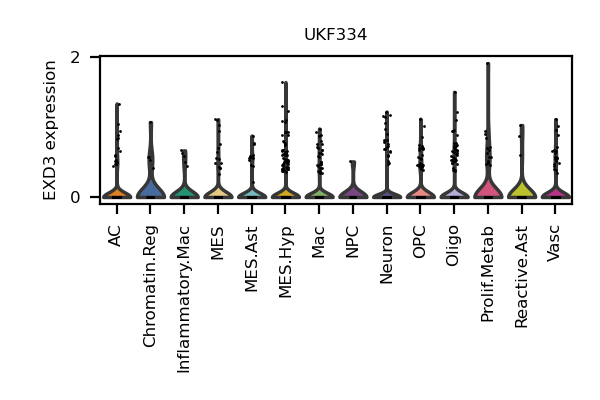 UKF334
EXD3 expression
2
0
AC
Chromatin.Reg
Inflammatory.Mac
MES
MES.Ast
MES.Hyp
Mac
NPC
Neuron
OPC
Oligo
Prolif.Metab
Reactive.Ast
Vasc